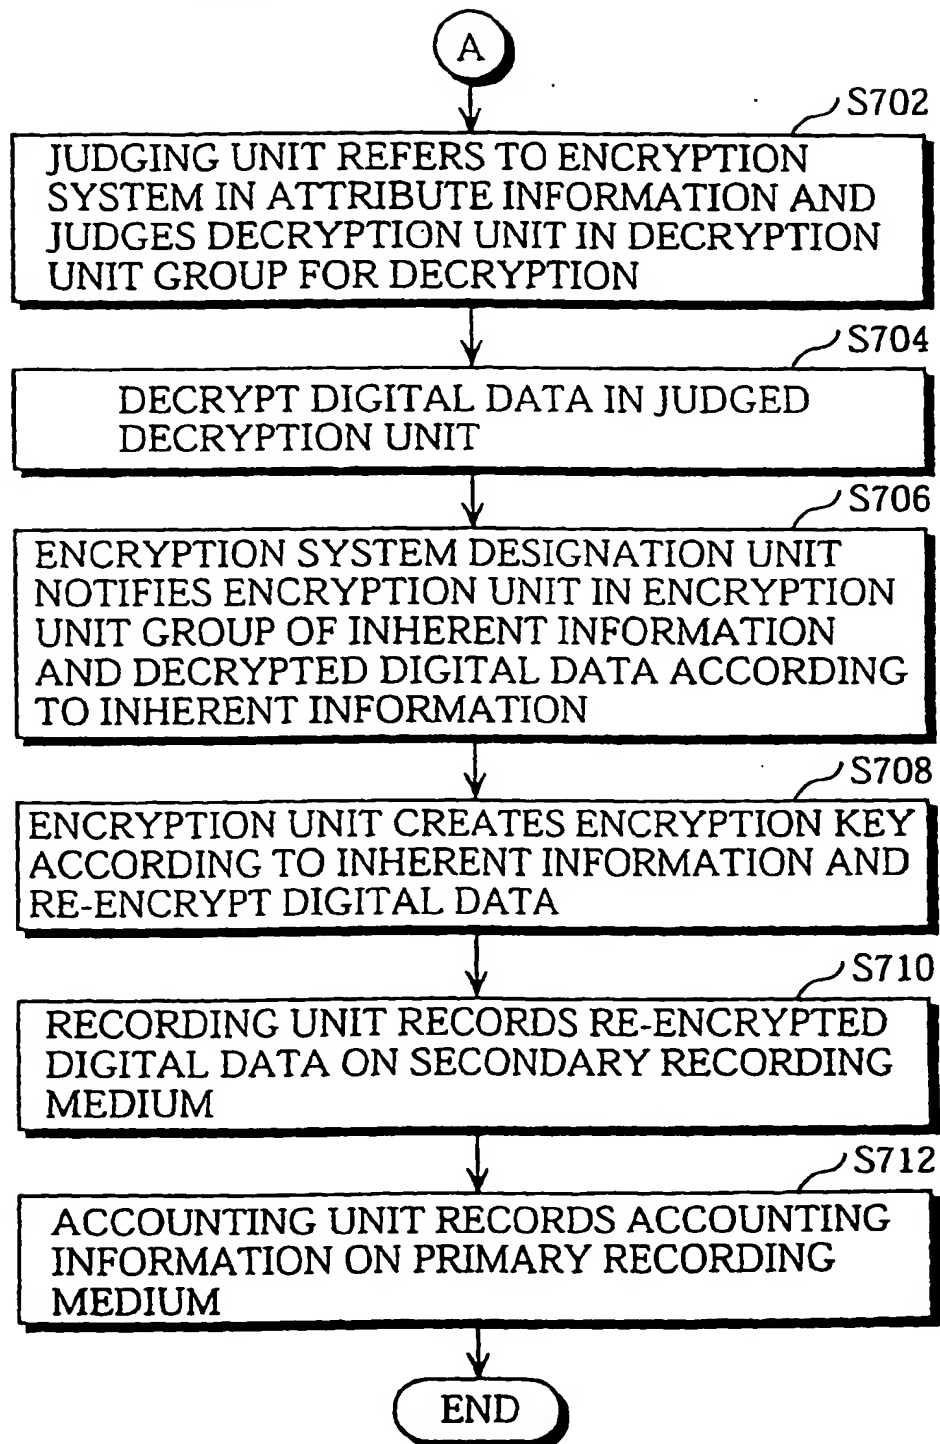 A
S702
JUDGING UNIT REFERS TO ENCRYPTION
SYSTEM IN ATTRIBUTE INFORMATION AND
JUDGES DECRYPTION UNIT IN DECRYPTION
UNIT GROUP FOR DECRYPTION
S704
DECRYPT DIGITAL DATA IN JUDGED
DECRYPTION UNIT
S706
ENCRYPTION SYSTEM DESIGNATION UNIT
NOTIFIES ENCRYPTION UNIT IN ENCRYPTION
UNIT GROUP OF INHERENT INFORMATION
AND DECRYPTED DIGITAL DATA ACCORDING
TO INHERENT INFORMATION
S708
ENCRYPTION UNIT CREATES ENCRYPTION KEY
ACCORDING TO INHERENT INFORMATION AND
RE-ENCRYPT DIGITAL DATA
S710
RECORDING UNIT RECORDS RE-ENCRYPTED
DIGITAL DATA ON SECONDARY RECORDING
MEDIUM
S712
ACCOUNTING UNIT RECORDS ACCOUNTING
INFORMATION ON PRIMARY RECORDING
MEDIUM
END